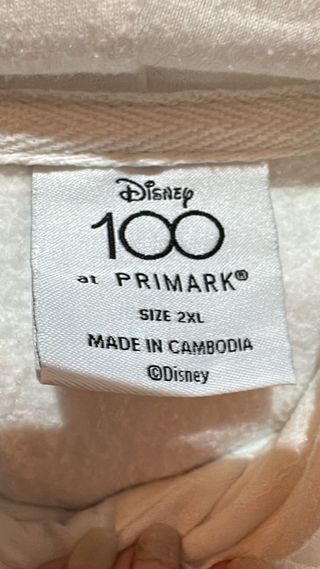 Disney
100
at PRIMARK®
SIZE 2XL
MADE IN CAMBODIA
©Disney